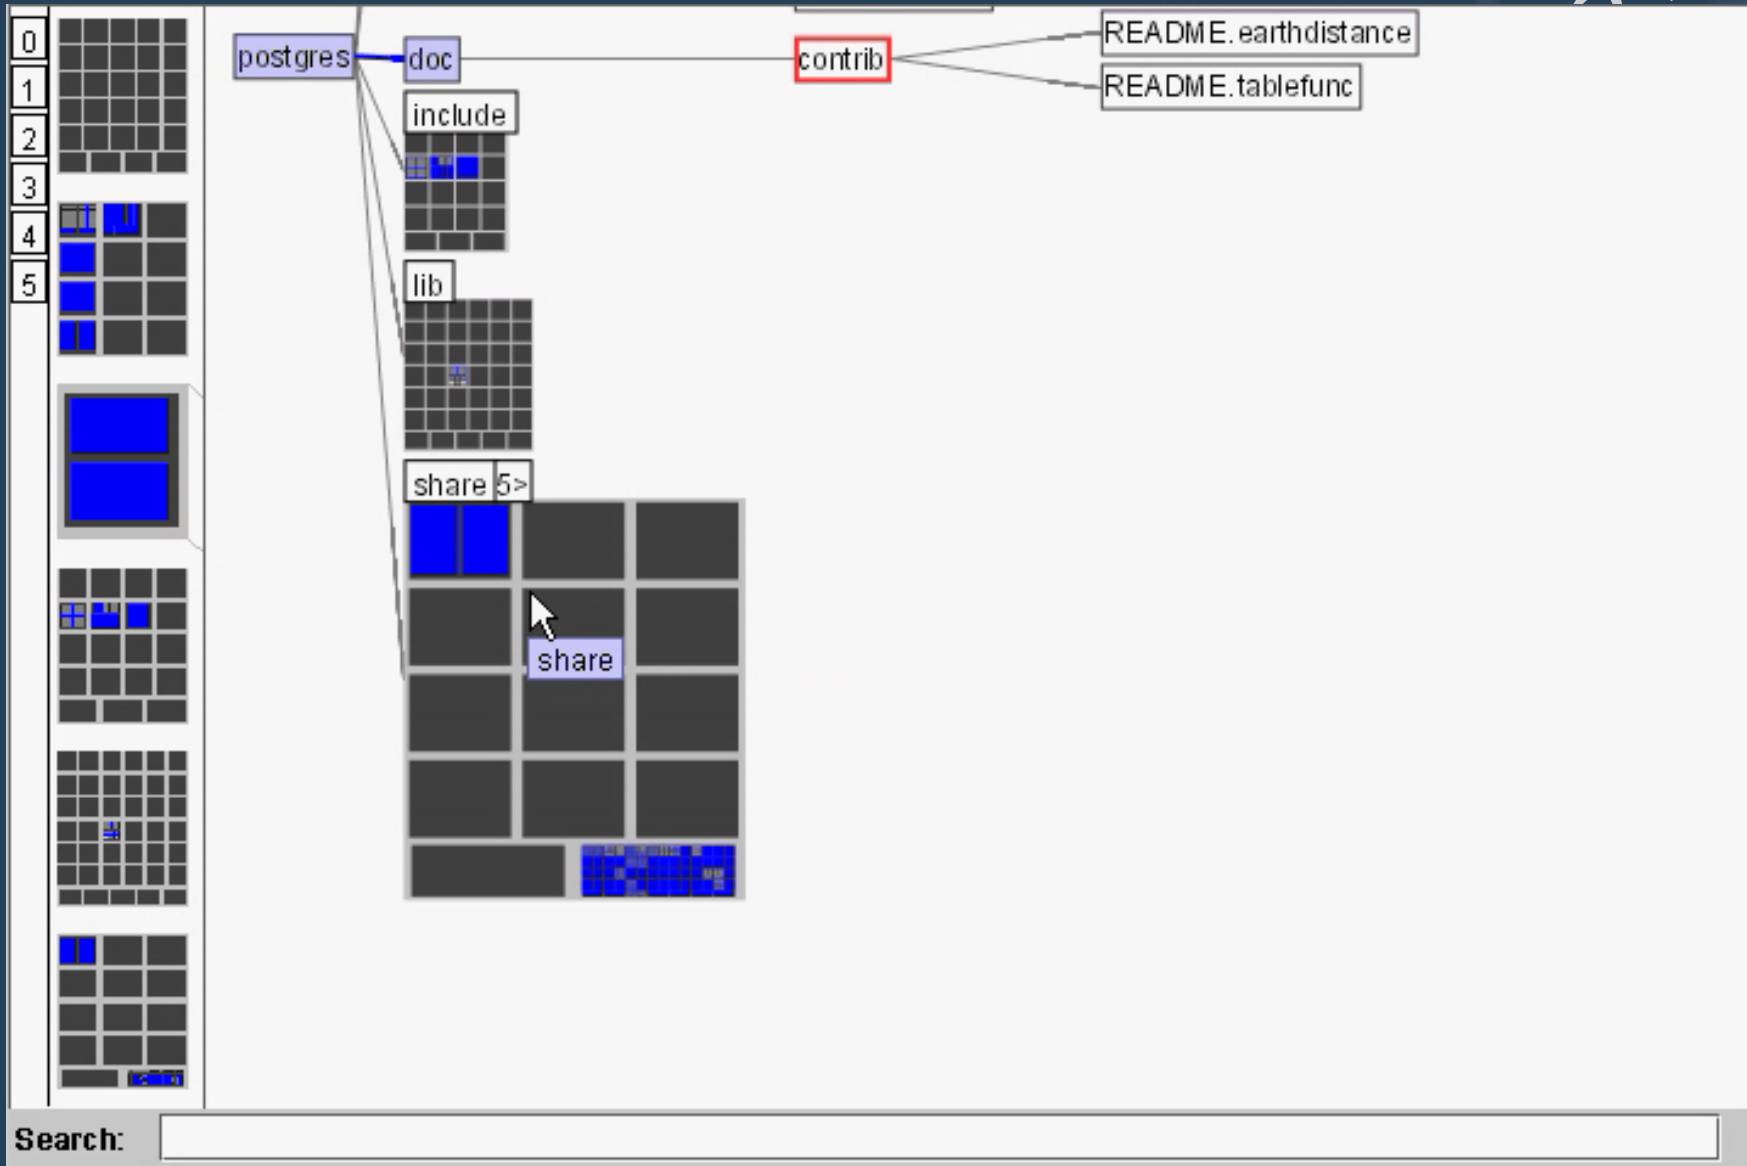 0
1
2
3
4
5
postgres
doc
contrib
README.earthdistance
README.tablefunc
include
lib
share 5>
share
Search: